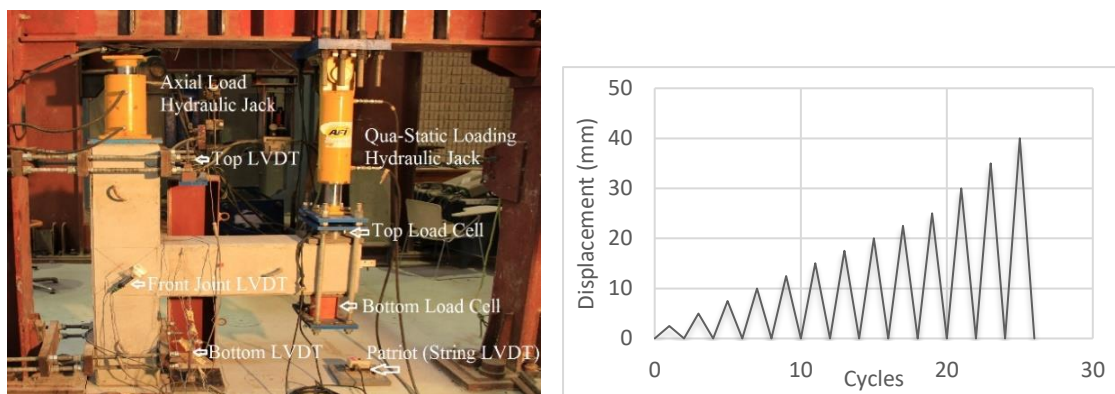 Axial Load
Hydraulic Jack
AFi
Qua-Static Loading
Hydraulic Jack
Top LVDT
Top Load Cell
Front Joint LVDT
Bottom Load Cell
Bottom LVDT
Patriot (String LVDT)
50
40
30
20
10
0
Displacement (mm)
0
10
20
30
Cycles